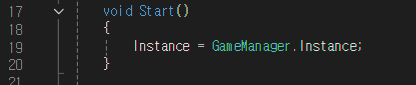 17 void Start()
18 {
19 Instance = GameManager.Instance;
20 }
21